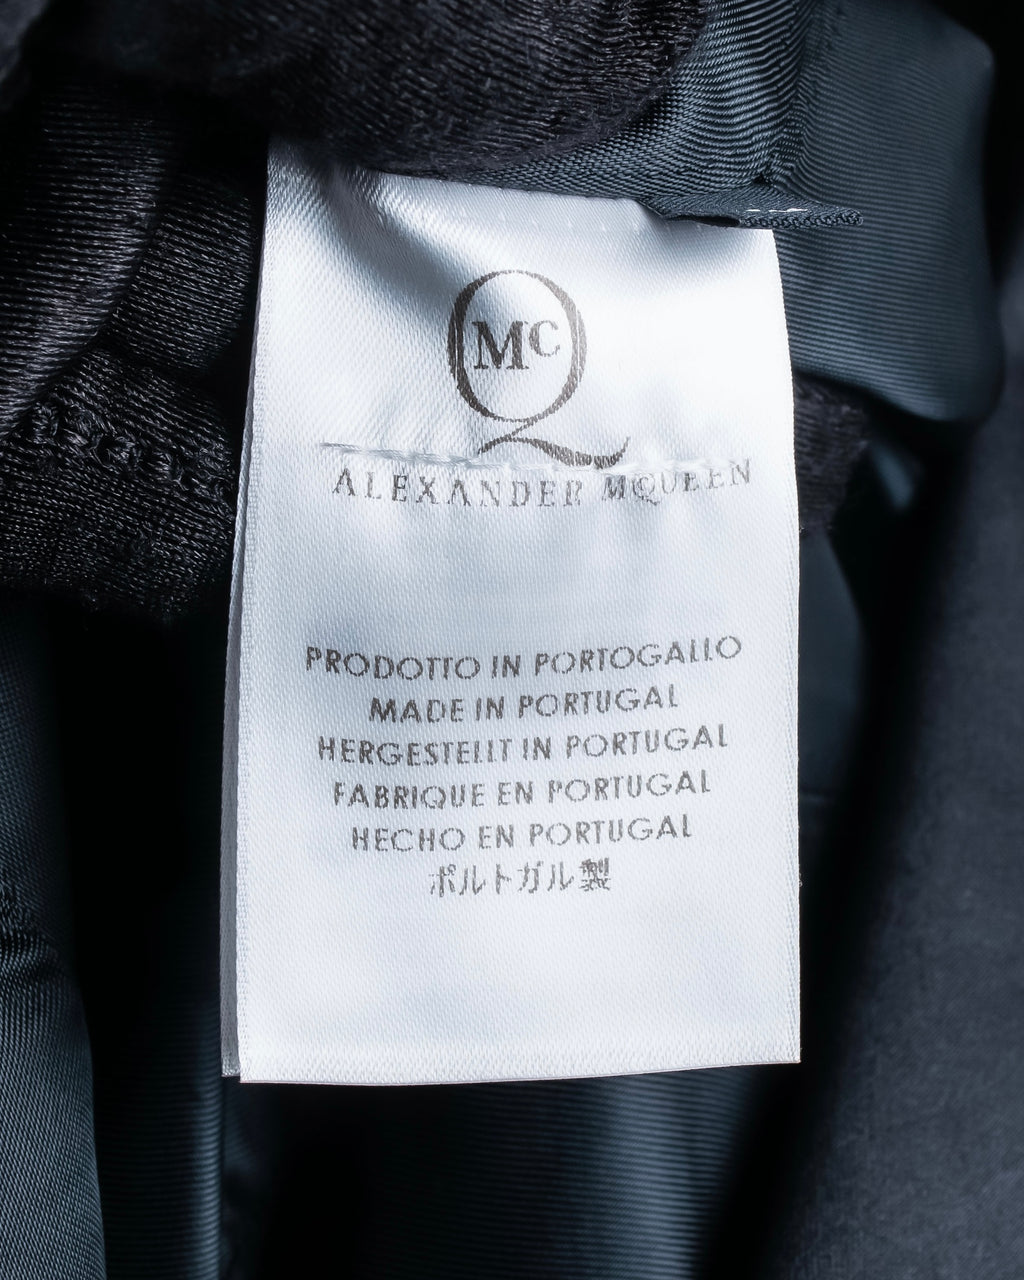 McQ
ALEXANDER MQUEEN
PRODOTTO IN PORTOGALLO
MADE IN PORTUGAL
HERGESTELLT IN PORTUGAL
FABRIQUE EN PORTUGAL
HECHO EN PORTUGAL
ポルトガル製